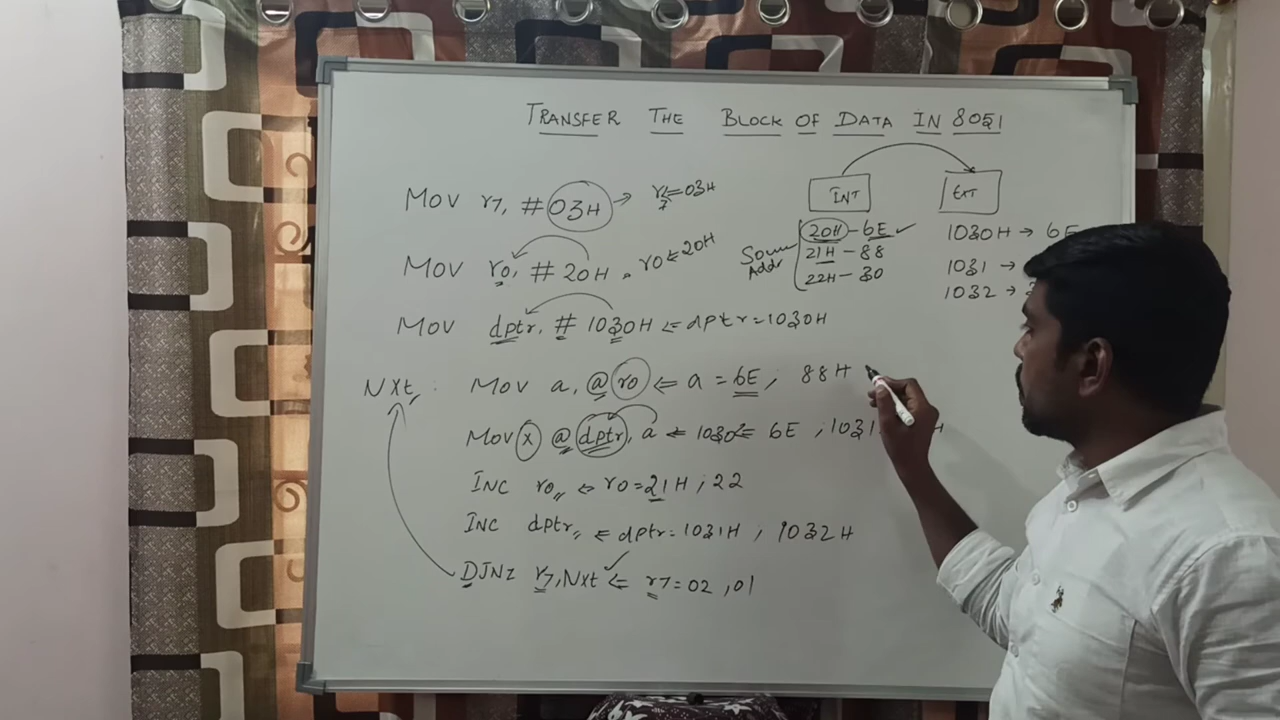 TRANSFER THE BLOCK OF DATA IN 8051
INT
EXT
Mov r7, #03H → r7=03H
20H-6E ✓
21H-88
22H-30
Addr
1030H → 6E
1031 →
1032 →
Mov r0, #20H, r0=20H
Mov dptr, #1030H ⇐ dptr=1030H
Nxt: Mov a, @r0 ⇐ a=6E; 88H
Movx @dptr, a ← 1030 ⇐ 6E, 1031 H
INC r0,, ⇐ r0=21H; 22
INC dptr,, ⇐ dptr=1031H; 1032H
DJNZ r7, Nxt ⇐ r7=02, 01